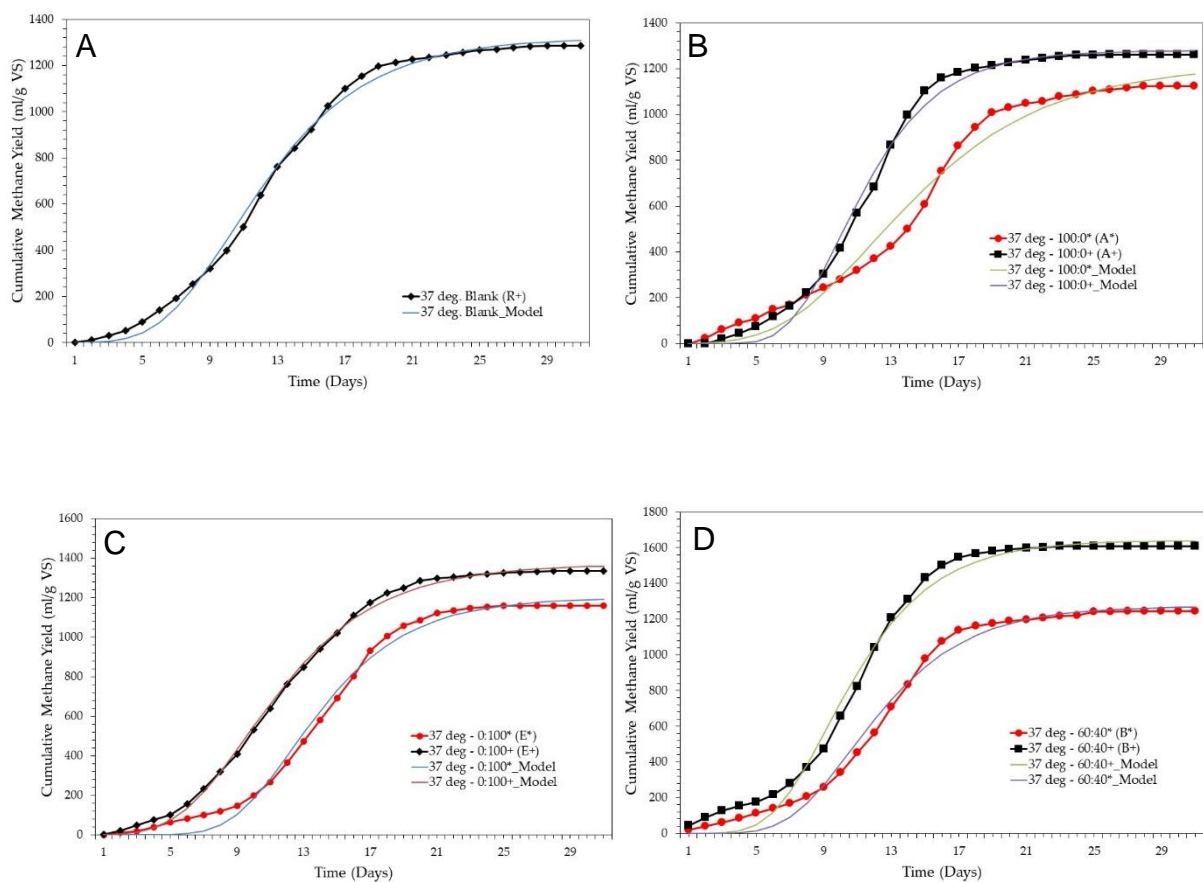 A
Cumulative Methane Yield (ml/g VS)
1400
1200
1000
800
600
400
200
0
1 5 9 13 17 21 25 29
Time (Days)
37 deg. Blank (R+)
37 deg. Blank_Model
B
Cumulative Methane Yield (ml/g VS)
1400
1200
1000
800
600
400
200
0
1 5 9 13 17 21 25 29
Time (Days)
37 deg - 100:0* (A*)
37 deg - 100:0+ (A+)
37 deg - 100:0*_Model
37 deg - 100:0+_Model
C
Cumulative Methane Yield (ml/g VS)
1600
1400
1200
1000
800
600
400
200
0
1 5 9 13 17 21 25 29
Time (Days)
37 deg - 0:100* (E*)
37 deg - 0:100+ (E+)
37 deg - 0:100*_Model
37 deg - 0:100+_Model
D
Cumulative Methane Yield (ml/g VS)
1800
1600
1400
1200
1000
800
600
400
200
0
1 5 9 13 17 21 25 29
Time (Days)
37 deg - 60:40* (B*)
37 deg - 60:40+ (B+)
37 deg - 60:40+_Model
37 deg - 60:40*_Model